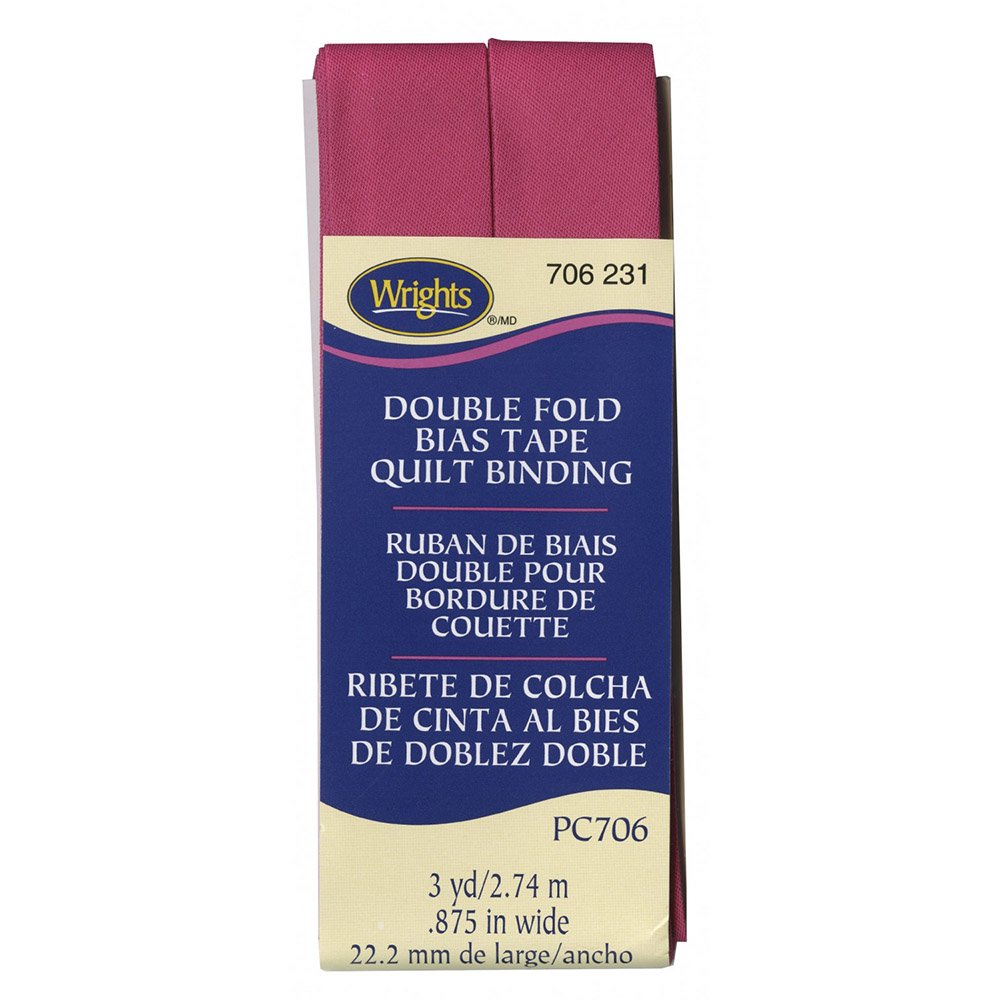 Wrights
®/MD
706 231
DOUBLE FOLD
BIAS TAPE
QUILT BINDING
RUBAN DE BIAIS
DOUBLE POUR
BORDURE DE
COUETTE
RIBETE DE COLCHA
DE CINTA AL BIES
DE DOBLEZ DOBLE
PC706
3 yd/2.74 m
.875 in wide
22.2 mm de large/ancho